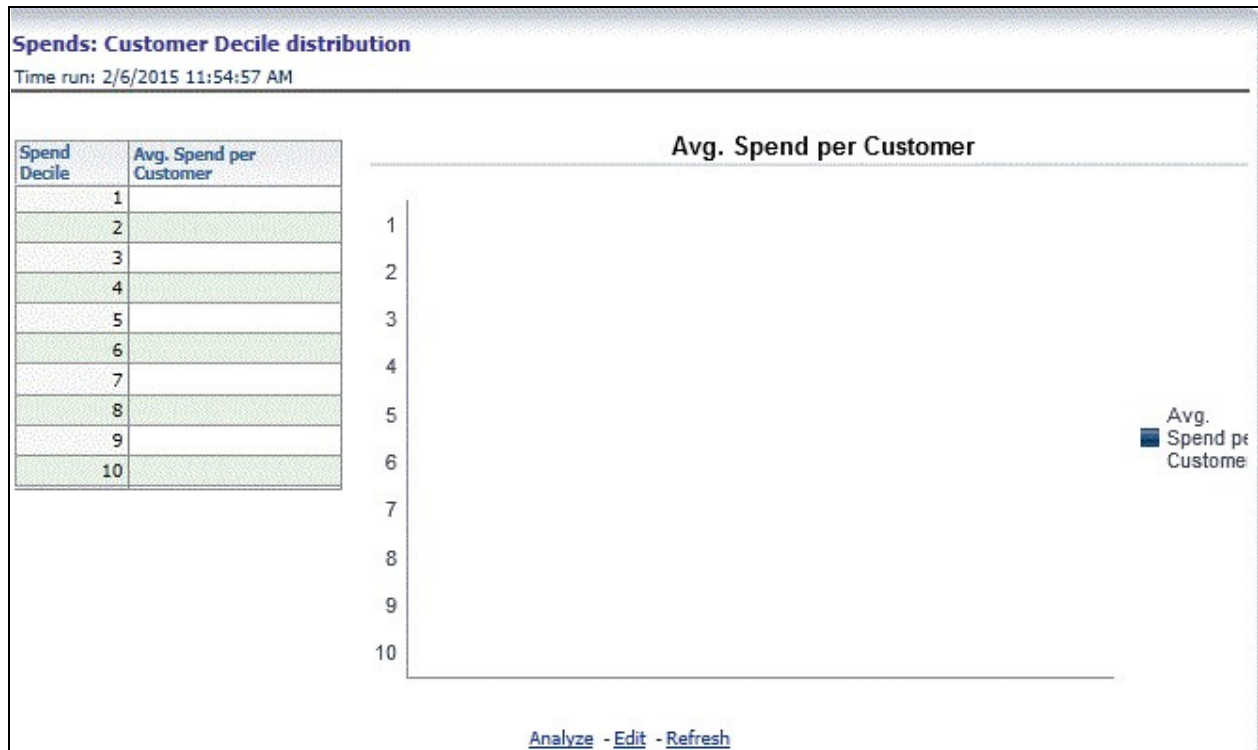 Spends: Customer Decile distribution
Time run: 2/6/2015 11:54:57 AM
Spend Decile
Avg. Spend per Customer
1
2
3
4
5
6
7
8
9
10
Avg. Spend per Customer
1
2
3
4
5
6
7
8
9
10
Avg.
Spend
Analyze - Edit - Refresh